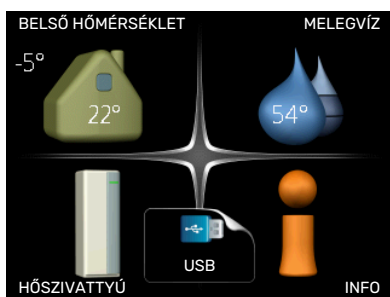 BELSŐ HŐMÉRSÉKLET
MELEGVÍZ
-5°
22°
54°
USB
HŐSZIVATTYÚ
INFO